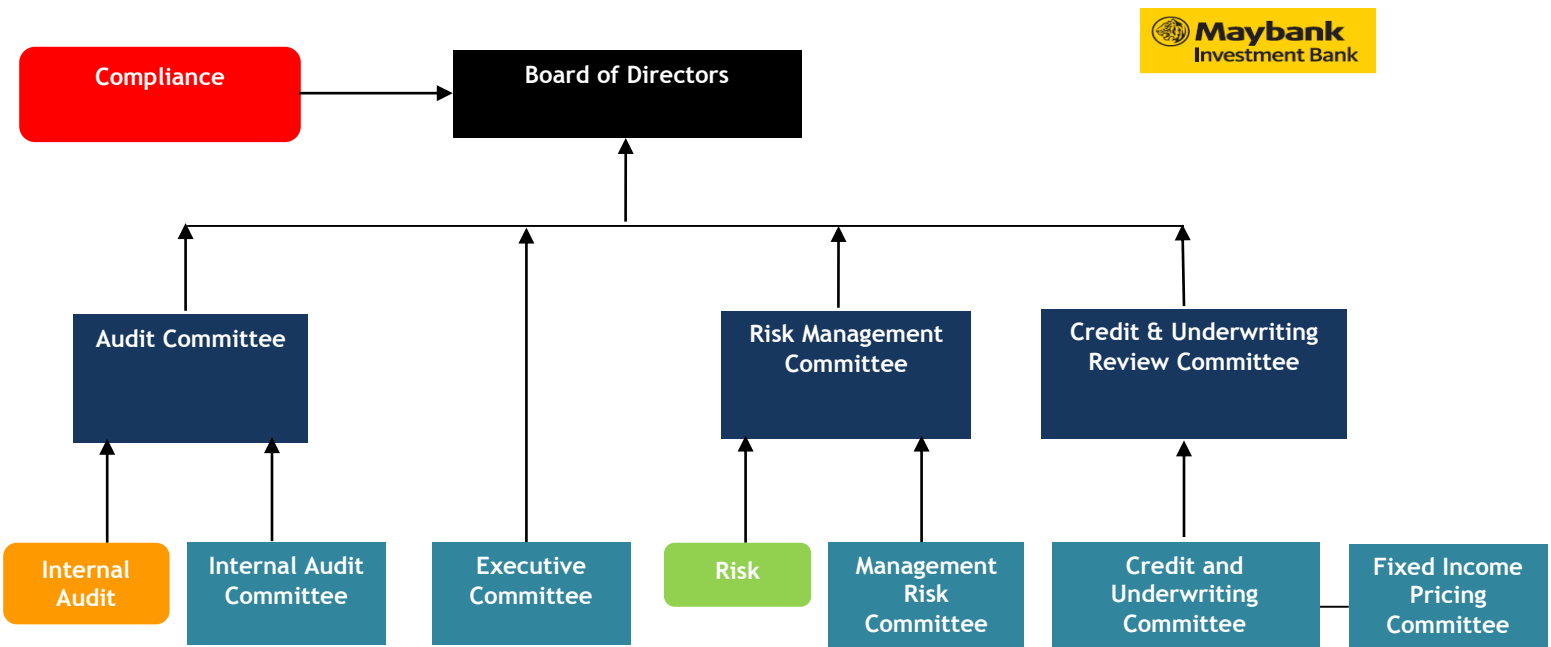 Maybank
Investment Bank
Compliance
Board of Directors
Audit Committee
Risk Management
Committee
Credit & Underwriting
Review Committee
Internal
Audit
Internal Audit
Committee
Executive
Committee
Risk
Management
Risk
Committee
Credit and
Underwriting
Committee
Fixed Income
Pricing
Committee